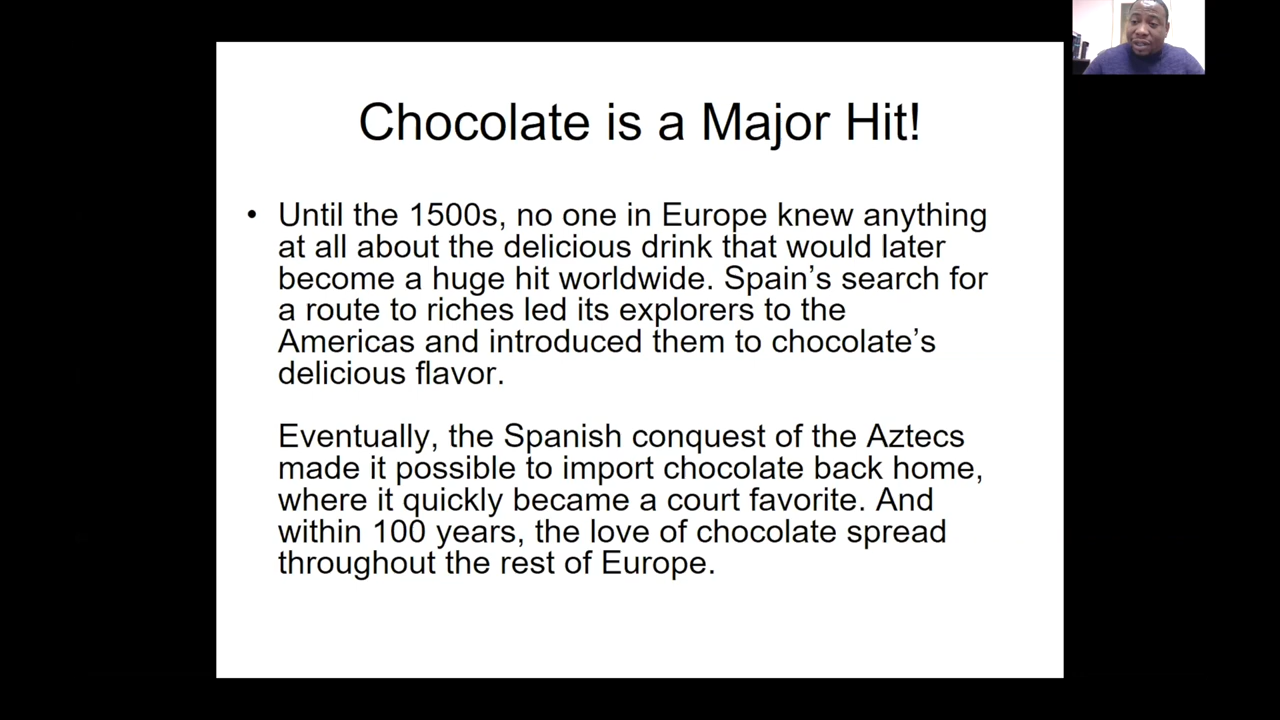 Chocolate is a Major Hit!
• Until the 1500s, no one in Europe knew anything
at all about the delicious drink that would later
become a huge hit worldwide. Spain’s search for
a route to riches led its explorers to the
Americas and introduced them to chocolate’s
delicious flavor.
Eventually, the Spanish conquest of the Aztecs
made it possible to import chocolate back home,
where it quickly became a court favorite. And
within 100 years, the love of chocolate spread
throughout the rest of Europe.